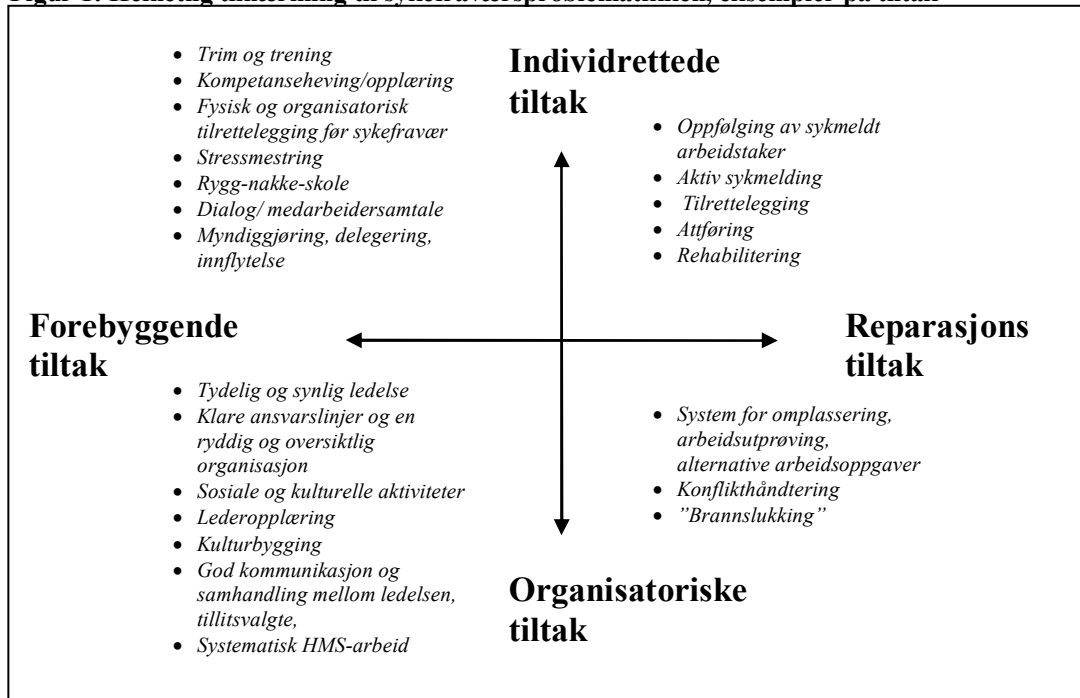 • Trim og trening
• Kompetanseheving/opplæring
• Fysisk og organisatorisk
tilrettelegging før sykefravær
• Stressmestring
• Rygg-nakke-skole
• Dialog/ medarbeidersamtale
• Myndiggjøring, delegering,
innflytelse
Individrettede
tiltak
• Oppfølging av sykmeldt
arbeidstaker
• Aktiv sykmelding
• Tilrettelegging
• Attføring
• Rehabilitering
Forebyggende
tiltak
Reparasjons
tiltak
• Tydelig og synlig ledelse
• Klare ansvarslinjer og en
ryddig og oversiktlig
organisasjon
• Sosiale og kulturelle aktiviteter
• Lederopplæring
• Kulturbygging
• God kommunikasjon og
samhandling mellom ledelsen,
tillitsvalgte,
• Systematisk HMS-arbeid
• System for omplassering,
arbeidsutprøving,
alternative arbeidsoppgaver
• Konflikthåndtering
• ”Brannslukking”
Organisatoriske
tiltak